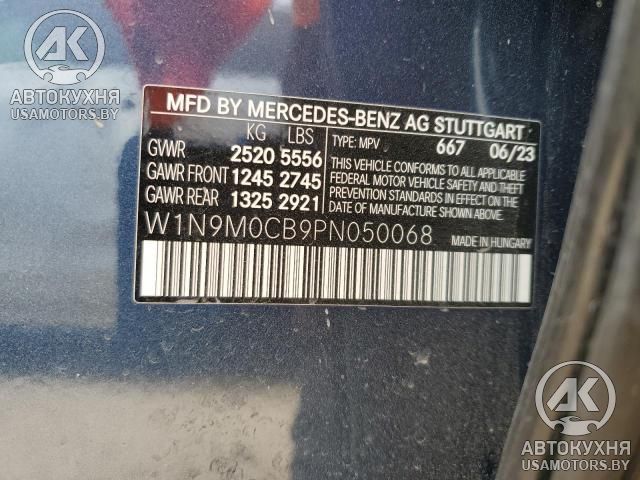 AK
АВТОКУХНЯ
USAMOTORS.BY
MFD BY MERCEDES-BENZ AG STUTTGART
KG LBS
GVWR 2520 5556
GAWR FRONT 1245 2745
GAWR REAR 1325 2921
TYPE: MPV 667 06/23
THIS VEHICLE CONFORMS TO ALL APPLICABLE
FEDERAL MOTOR VEHICLE SAFETY AND THEFT
PREVENTION STANDARDS IN EFFECT ON THE
DATE OF MANUFACTURE SHOWN ABOVE.
W1N9M0CB9PN050068
MADE IN HUNGARY
AK
АВТОКУХНЯ
USAMOTORS.BY